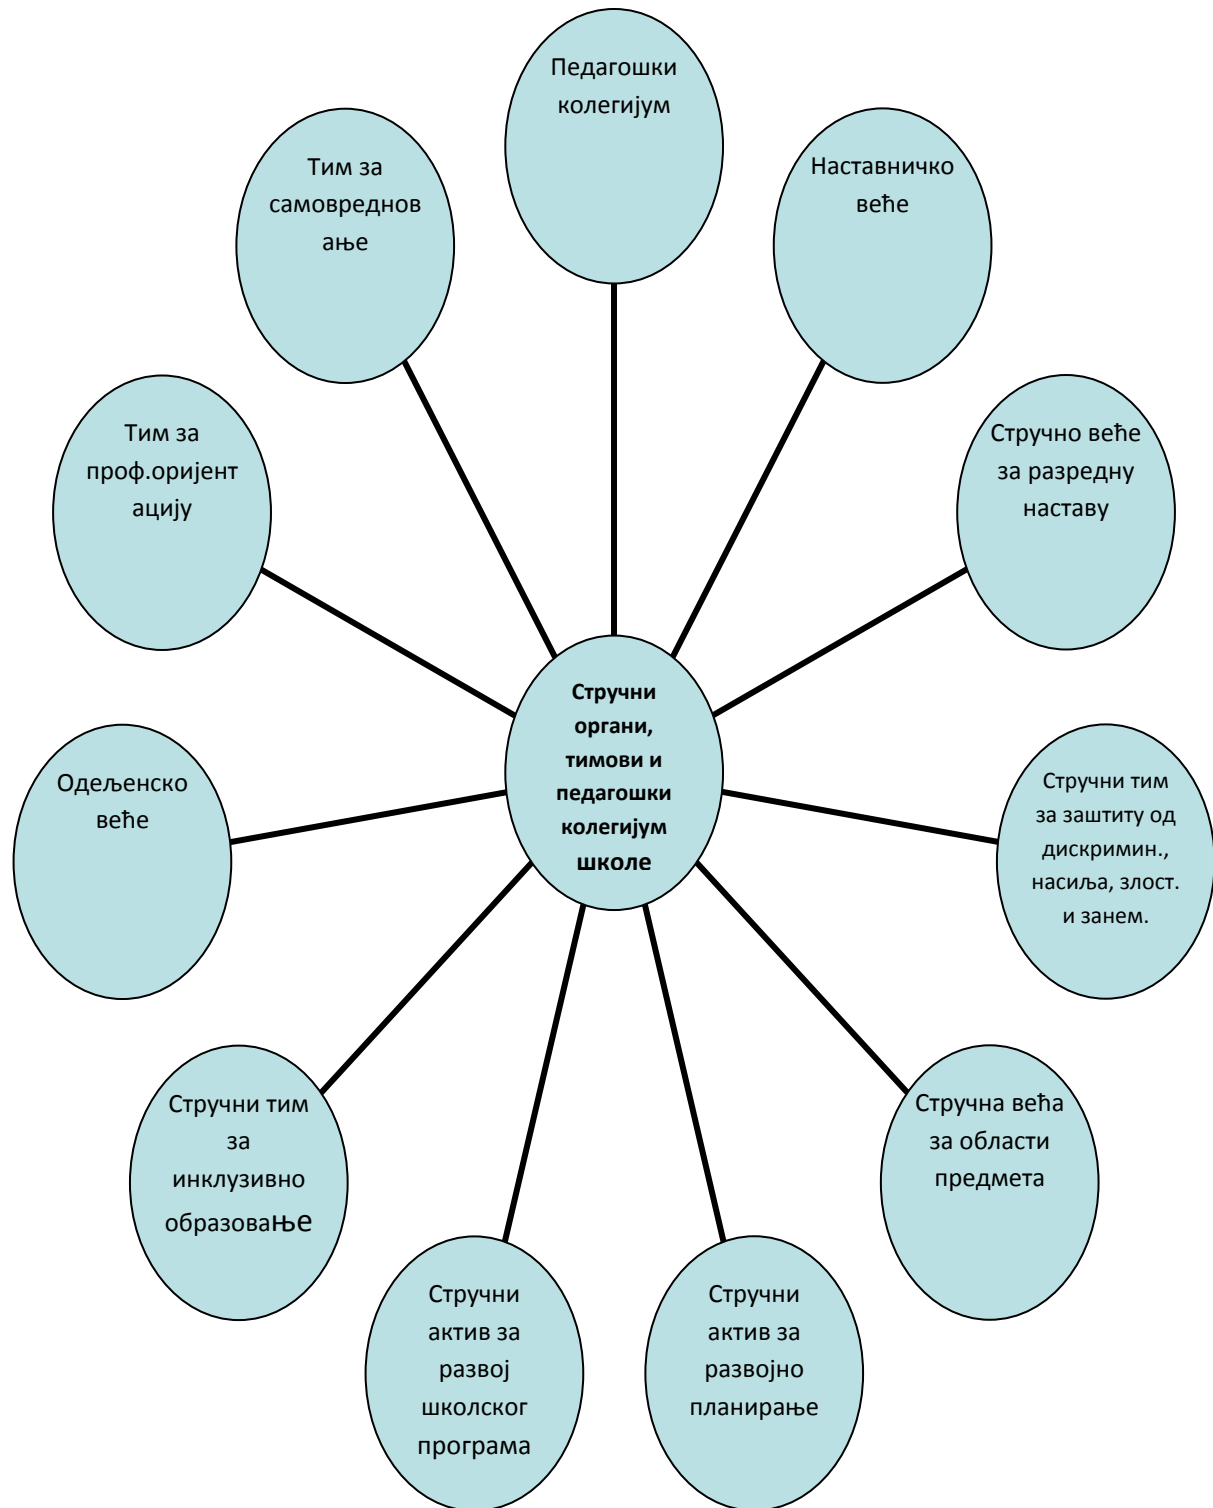 Педагошки
колегијум
Наставничко
веће
Стручно веће
за разредну
наставу
Стручни тим
за заштиту од
дискримин.,
насиља, злост.
и занем.
Стручна већа
за области
предмета
Стручни
актив за
развојно
планирање
Стручни
актив за
развој
школског
програма
Стручни тим
за
инклузивно
образовање
Одељенско
веће
Тим за
проф.оријент
ацију
Тим за
самовреднов
ање
Стручни
органи,
тимови и
педагошки
колегијум
школе